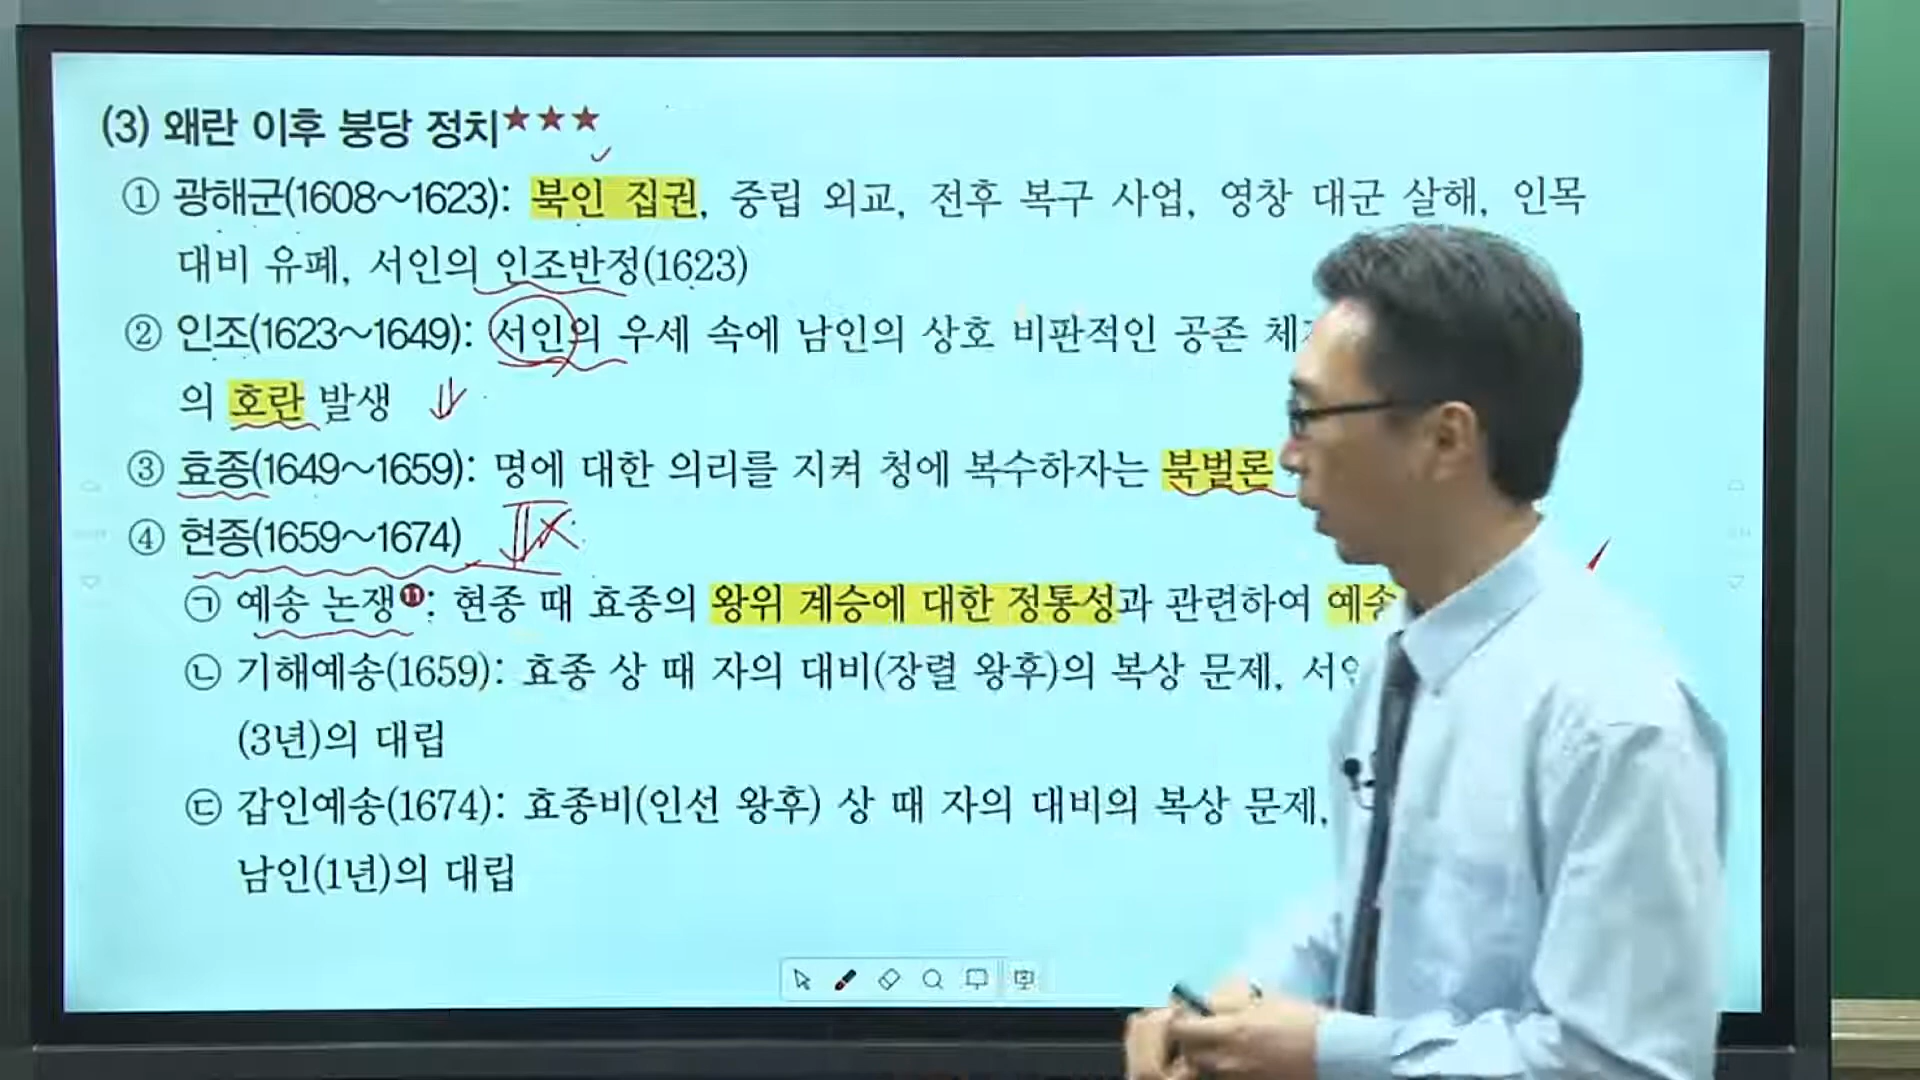 (3) 왜란 이후 붕당 정치★★★
① 광해군(1608~1623): 북인 집권, 중립 외교, 전후 복구 사업, 영창 대군 살해, 인목
대비 유폐, 서인의 인조반정(1623)
② 인조(1623~1649): 서인의 우세 속에 남인의 상호 비판적인 공존
의 호란 발생
③ 효종(1649~1659): 명에 대한 의리를 지켜 청에 복수하자는 북벌론
④ 현종(1659~1674)
㉠ 예송 논쟁⓫: 현종 때 효종의 왕위 계승에 대한 정통성과 관련하여 예송
㉡ 기해예송(1659): 효종 상 때 자의 대비(장렬 왕후)의 복상 문제,
(3년)의 대립
㉢ 갑인예송(1674): 효종비(인선 왕후) 상 때 자의 대비의 복상 문제,
남인(1년)의 대립